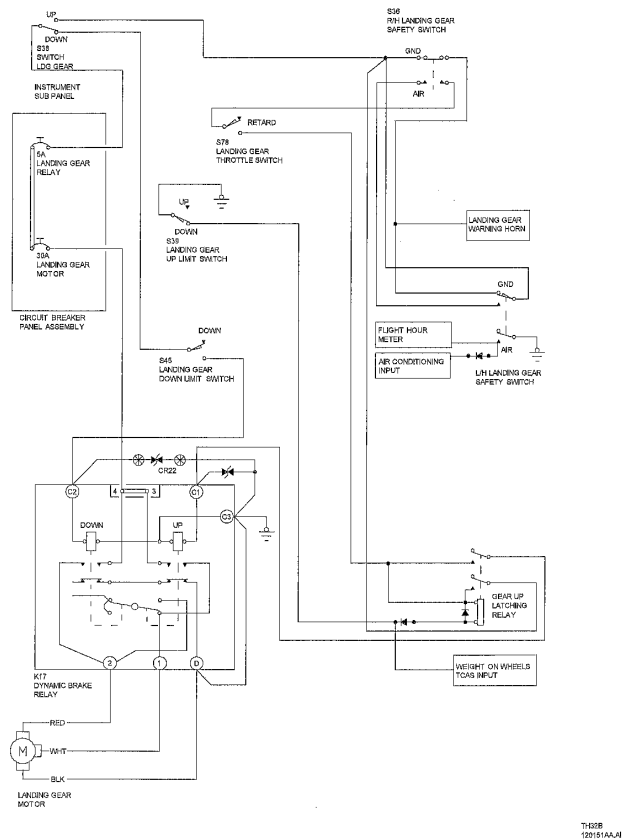 UP
DOWN
S38
SWITCH
LDG GEAR
INSTRUMENT
SUB PANEL
S36
R/H LANDING GEAR
SAFETY SWITCH
GND
AIR
RETARD
S78
LANDING GEAR
THROTTLE SWITCH
5A
LANDING GEAR
RELAY
30A
LANDING GEAR
MOTOR
CIRCUIT BREAKER
PANEL ASSEMBLY
UP
DOWN
S39
LANDING GEAR
UP LIMIT SWITCH
LANDING GEAR
WARNING HORN
GND
AIR
L/H LANDING GEAR
SAFETY SWITCH
FLIGHT HOUR
METER
AIR CONDITIONING
INPUT
DOWN
S45
LANDING GEAR
DOWN LIMIT SWITCH
CR22
C2
4
3
C1
C3
DOWN
UP
2
1
D
K17
DYNAMIC BRAKE
RELAY
GEAR UP
LATCHING
RELAY
WEIGHT ON WHEELS
TCAS INPUT
RED
M
WHT
BLK
LANDING GEAR
MOTOR
TH32B
120151AA.AI